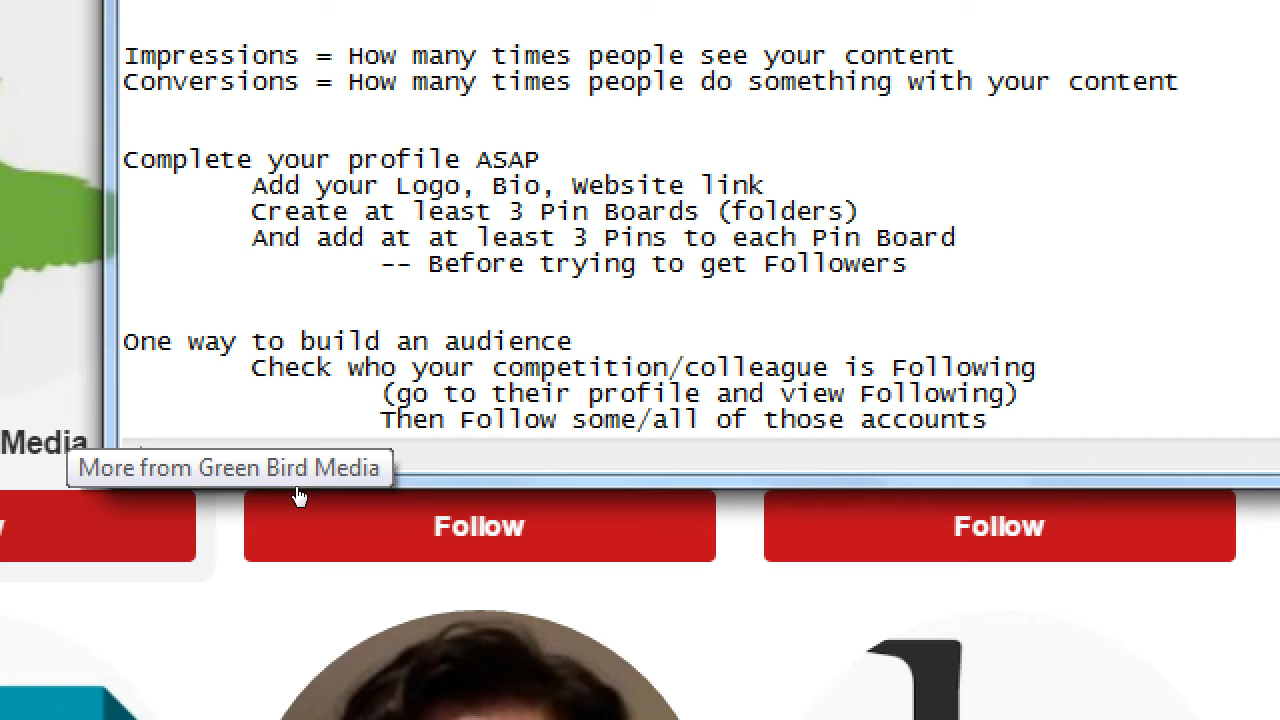 Impressions = How many times people see your content
Conversions = How many times people do something with your content
Complete your profile ASAP
Add your Logo, Bio, Website link
Create at least 3 Pin Boards (folders)
And add at at least 3 Pins to each Pin Board
-- Before trying to get Followers
One way to build an audience
Check who your competition/colleague is Following
(go to their profile and view Following)
Then Follow some/all of those accounts
Media
More from Green Bird Media
Follow
Follow